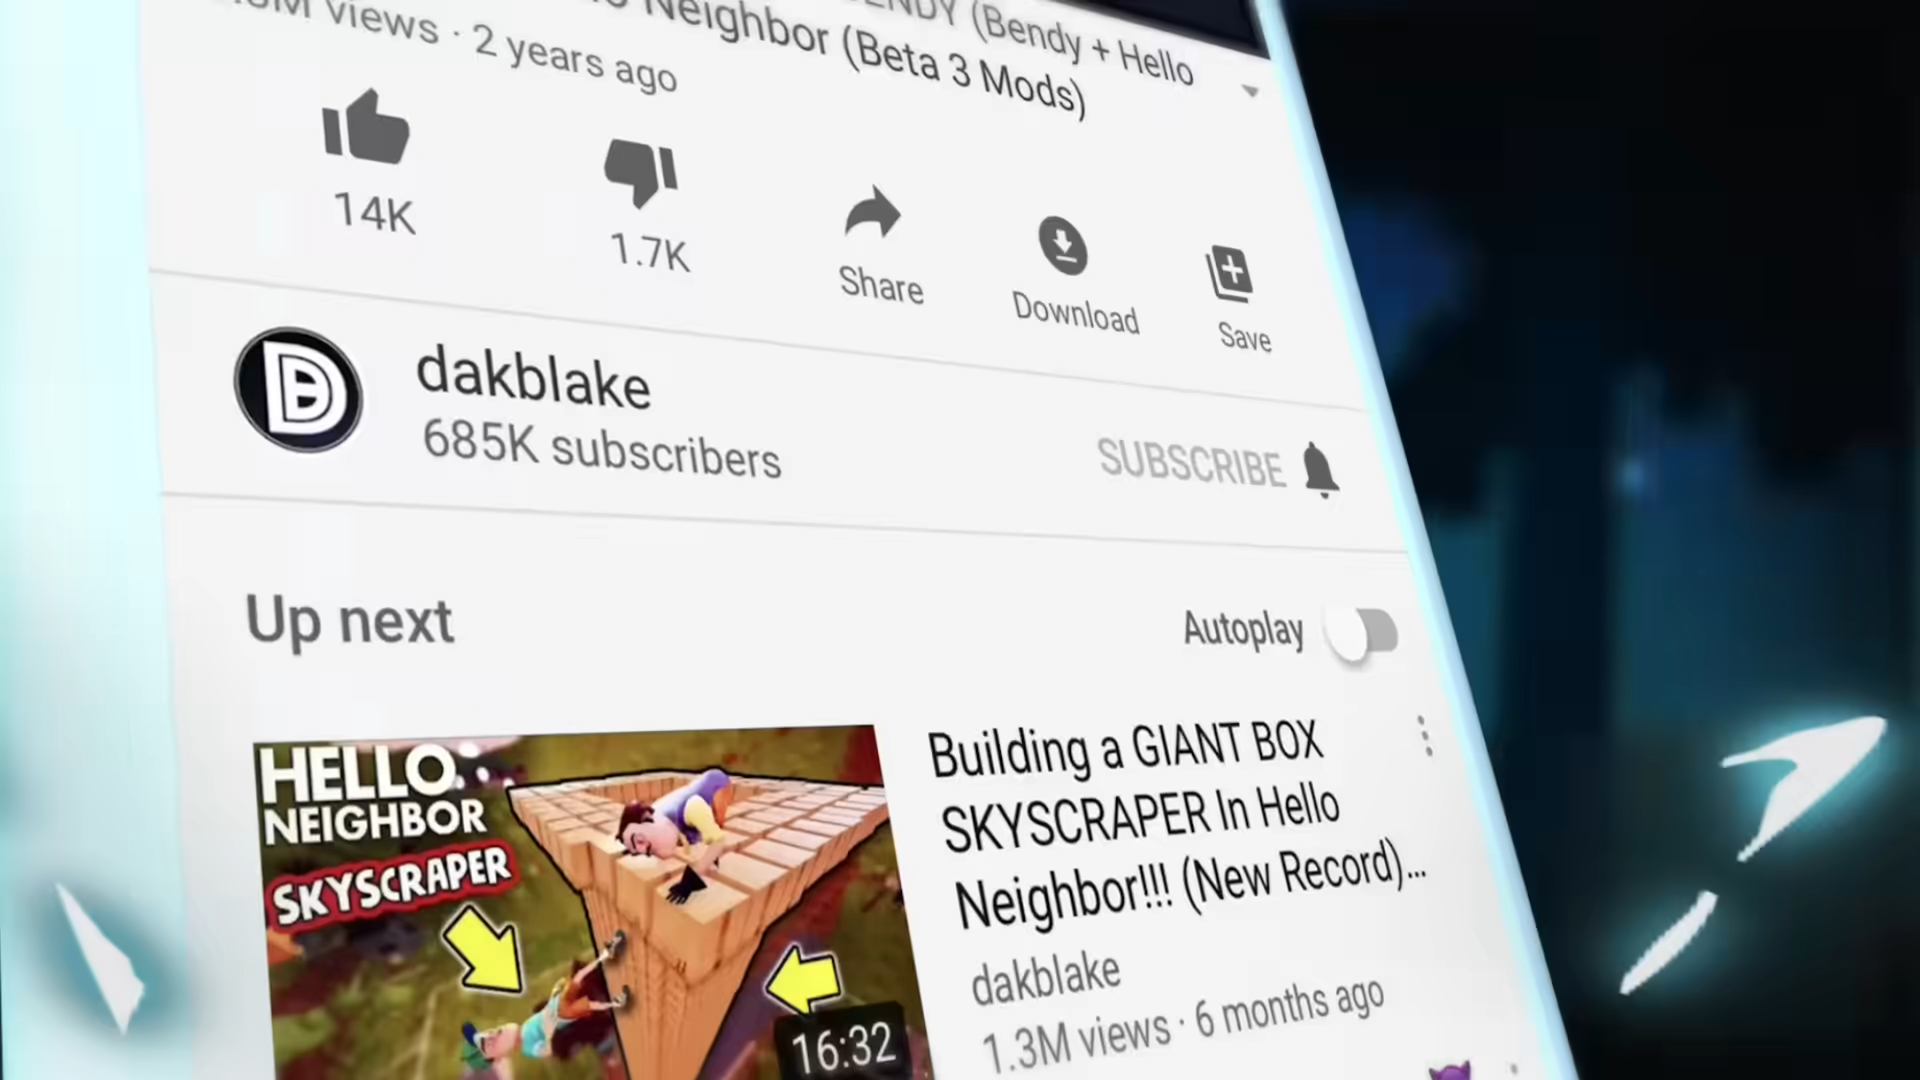 (Bendy + Hello
Neighbor (Beta 3 Mods)
views · 2 years ago
14K
1.7K
Share
Download
Save
dakblake
685K subscribers
SUBSCRIBE
Up next
Autoplay
HELLO
NEIGHBOR
SKYSCRAPER
16:32
Building a GIANT BOX
SKYSCRAPER In Hello
Neighbor!!! (New Record)...
dakblake
1.3M views · 6 months ago